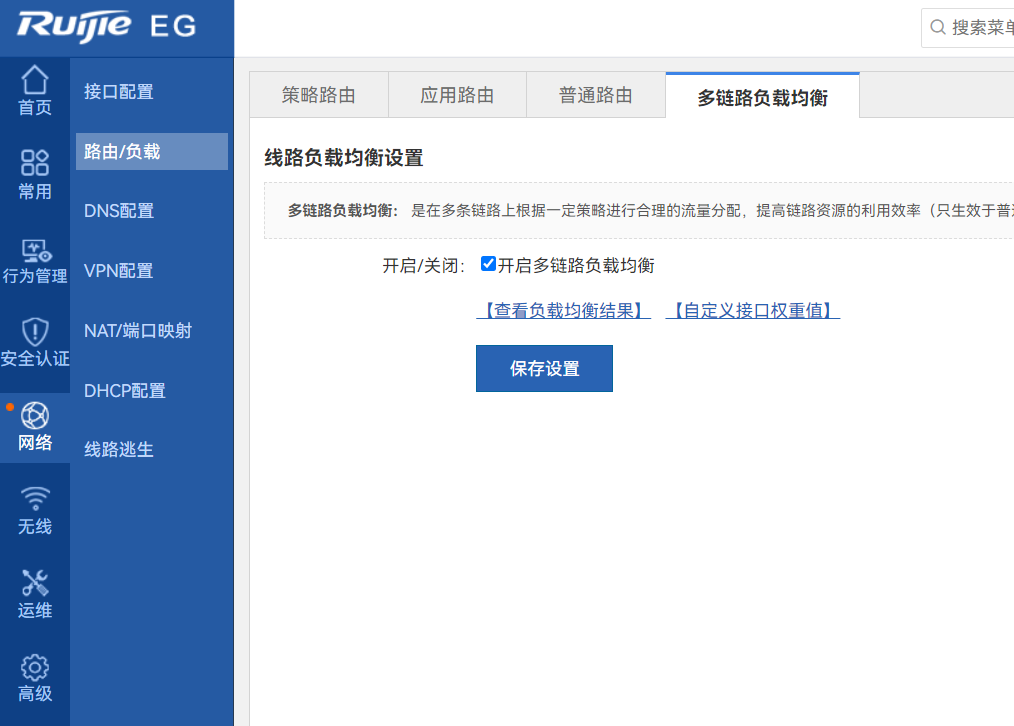 Ruijie EG
搜索菜单
首页
常用
行为管理
安全认证
网络
无线
运维
高级
接口配置
路由/负载
DNS配置
VPN配置
NAT/端口映射
DHCP配置
线路逃生
策略路由
应用路由
普通路由
多链路负载均衡
线路负载均衡设置
多链路负载均衡： 是在多条链路上根据一定策略进行合理的流量分配，提高链路资源的利用效率（只生效于普通
开启/关闭： 开启多链路负载均衡
【查看负载均衡结果】 【自定义接口权重值】
保存设置